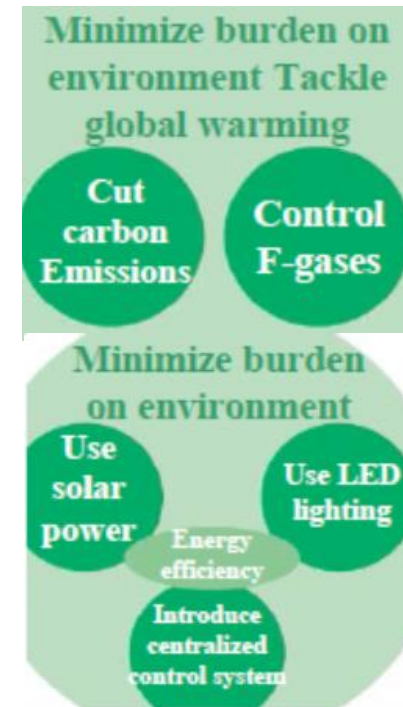 Minimize burden on
environment Tackle
global warming
Cut
carbon
Emissions
Control
F-gases
Minimize burden
on environment
Use
solar
power
Use LED
lighting
Energy
efficiency
Introduce
centralized
control system